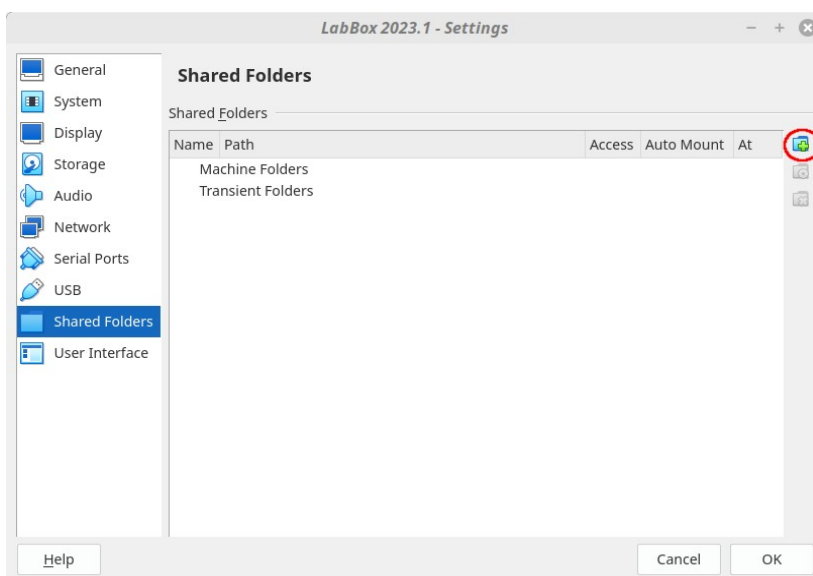 LabBox 2023.1 - Settings
General
System
Display
Storage
Audio
Network
Serial Ports
USB
Shared Folders
User Interface
Shared Folders
Shared Folders
Name Path Access Auto Mount At
Machine Folders
Transient Folders
Help Cancel OK